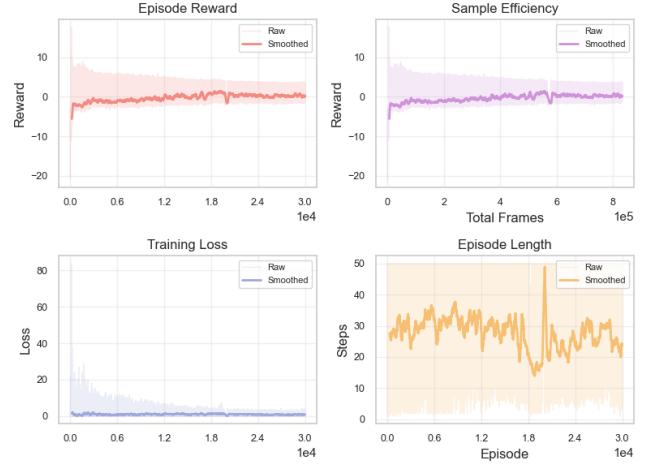 Episode Reward
Raw
Smoothed
10
0
−10
−20
Reward
0.0 0.6 1.2 1.8 2.4 3.0
1e4
Sample Efficiency
Raw
Smoothed
10
0
−10
−20
Reward
0 2 4 6 8
Total Frames
1e5
Training Loss
Raw
Smoothed
80
60
40
20
0
Loss
0.0 0.6 1.2 1.8 2.4 3.0
1e4
Episode Length
Raw
Smoothed
50
40
30
20
10
0
Steps
0.0 0.6 1.2 1.8 2.4 3.0
Episode
1e4